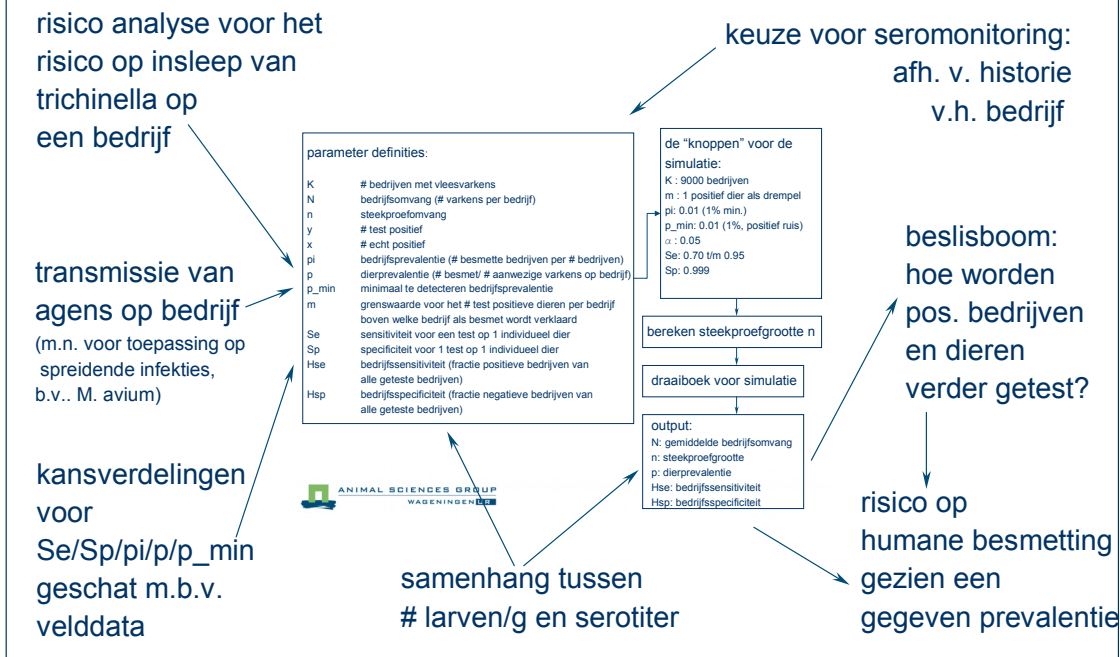 risico analyse voor het
risico op insleep van
trichinella op
een bedrijf
keuze voor seromonitoring:
afh. v. historie
v.h. bedrijf
parameter definities:
K # bedrijven met vleesvarkens
N bedrijfsomvang (# varkens per bedrijf)
n steekproefomvang
y # test positief
x # echt positief
pi bedrijfsprevalentie (# besmette bedrijven per # bedrijven)
p dierprevalentie (# besmet/ # aanwezige varkens op bedrijf)
p_min minimaal te detecteren bedrijfsprevalentie
m grenswaarde voor het # test positieve dieren per bedrijf
boven welke bedrijf als besmet wordt verklaard
Se sensitiviteit voor een test op 1 individueel dier
Sp specificiteit voor 1 test op 1 individueel dier
Hse bedrijfssensitiviteit (fractie positieve bedrijven van
alle geteste bedrijven)
Hsp bedrijfsspecificiteit (fractie negatieve bedrijven van
alle geteste bedrijven)
de “knoppen” voor de
simulatie:
K : 9000 bedrijven
m : 1 positief dier als drempel
pi: 0.01 (1% min.)
p_min: 0.01 (1%, positief ruis)
α : 0.05
Se: 0.70 t/m 0.95
Sp: 0.999
bereken steekproefgrootte n
draaiboek voor simulatie
output:
N: gemiddelde bedrijfsomvang
n: steekproefgrootte
p: dierprevalentie
Hse: bedrijfssensitiviteit
Hsp: bedrijfsspecificiteit
transmissie van
agens op bedrijf
(m.n. voor toepassing op
spreidende infekties,
b.v.. M. avium)
kansverdelingen
voor
Se/Sp/pi/p/p_min
geschat m.b.v.
velddata
ANIMAL SCIENCES GROUP
WAGENINGEN UR
samenhang tussen
# larven/g en serotiter
beslisboom:
hoe worden
pos. bedrijven
en dieren
verder getest?
risico op
humane besmetting
gezien een
gegeven prevalentie